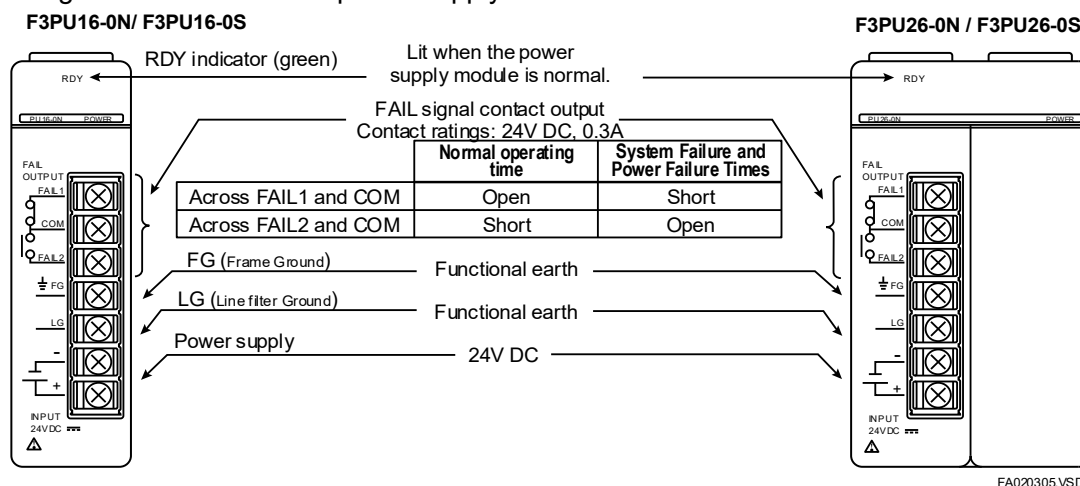 F3PU16-0N/ F3PU16-0S
F3PU26-0N / F3PU26-0S
RDY
RDY indicator (green)
Lit when the power
supply module is normal.
RDY
PU16-0N POWER
FAIL signal contact output
Contact ratings: 24V DC, 0.3A
PU26-0N POWER
Normal operating time
System Failure and Power Failure Times
Across FAIL1 and COM Open Short
Across FAIL2 and COM Short Open
FAIL
OUTPUT
FAIL1
COM
FAIL2
FG
LG
-
+
INPUT
24VDC
FG (Frame Ground) Functional earth
LG (Line filter Ground) Functional earth
Power supply 24V DC
FAIL
OUTPUT
FAIL1
COM
FAIL2
FG
LG
-
+
INPUT
24VDC
FA020305.VSD